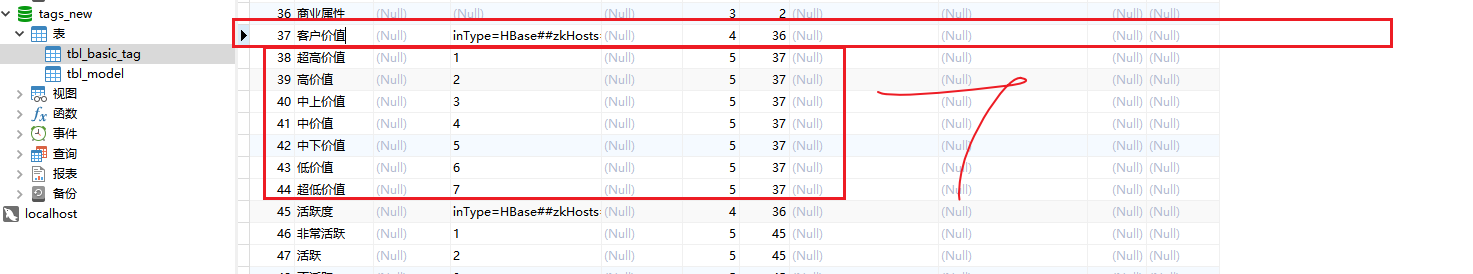 tags_new
表
tbl_basic_tag
tbl_model
视图
fx 函数
事件
查询
报表
备份
localhost
36 商业属性 (Null) (Null) (Null) 3 2 (Null) (Null) (Null) (Null)
37 客户价值 (Null) inType=HBase##zkHosts= (Null) 4 36 (Null) (Null) (Null) (Null)
38 超高价值 (Null) 1 (Null) 5 37 (Null) (Null) (Null) (Null)
39 高价值 (Null) 2 (Null) 5 37 (Null) (Null) (Null) (Null)
40 中上价值 (Null) 3 (Null) 5 37 (Null) (Null) (Null) (Null)
41 中价值 (Null) 4 (Null) 5 37 (Null) (Null) (Null) (Null)
42 中下价值 (Null) 5 (Null) 5 37 (Null) (Null) (Null) (Null)
43 低价值 (Null) 6 (Null) 5 37 (Null) (Null) (Null) (Null)
44 超低价值 (Null) 7 (Null) 5 37 (Null) (Null) (Null) (Null)
45 活跃度 (Null) inType=HBase##zkHosts= (Null) 4 36 (Null) (Null) (Null) (Null)
46 非常活跃 (Null) 1 (Null) 5 45 (Null) (Null) (Null) (Null)
47 活跃 (Null) 2 (Null) 5 45 (Null) (Null) (Null) (Null)